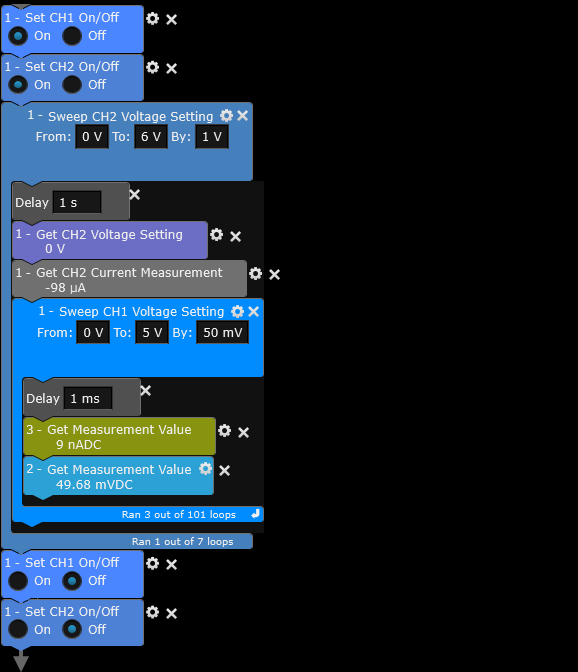 1 - Set CH1 On/Off
On Off
1 - Set CH2 On/Off
On Off
1 - Sweep CH2 Voltage Setting
From: 0 V To: 6 V By: 1 V
Delay 1 s
1 - Get CH2 Voltage Setting
0 V
1 - Get CH2 Current Measurement
-98 µA
1 - Sweep CH1 Voltage Setting
From: 0 V To: 5 V By: 50 mV
Delay 1 ms
3 - Get Measurement Value
9 nADC
2 - Get Measurement Value
49.68 mVDC
Ran 3 out of 101 loops
Ran 1 out of 7 loops
1 - Set CH1 On/Off
On Off
1 - Set CH2 On/Off
On Off